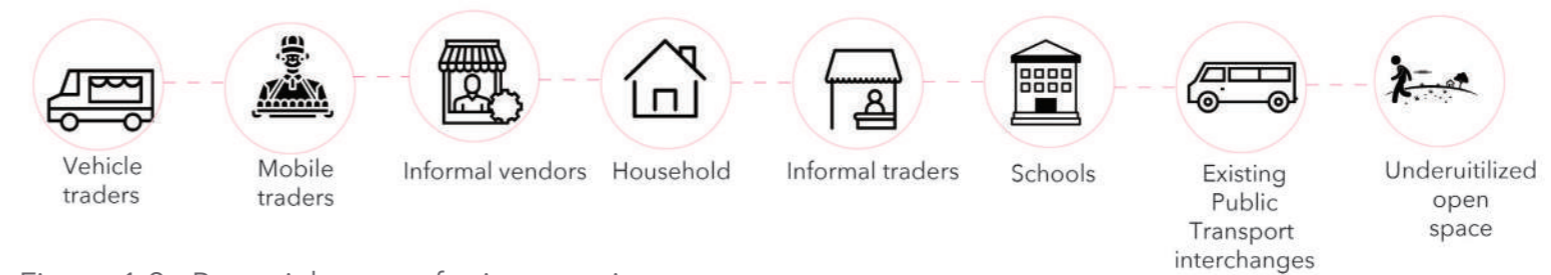 Vehicle
traders
Mobile
traders
Informal vendors
Household
Informal traders
Schools
Existing
Public
Transport
interchanges
Underuitilized
open
space